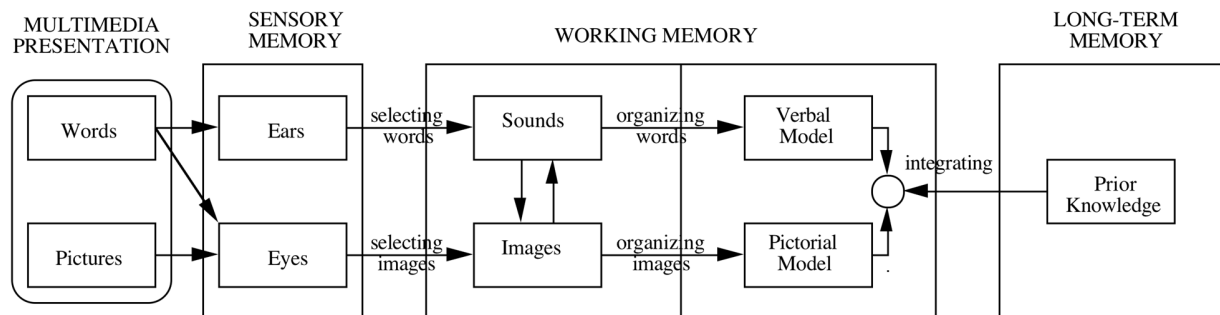 MULTIMEDIA
PRESENTATION
SENSORY
MEMORY
WORKING MEMORY
LONG-TERM
MEMORY
Words
Ears
selecting
words
Sounds
organizing
words
Verbal
Model
integrating
Prior
Knowledge
Pictures
Eyes
selecting
images
Images
organizing
images
Pictorial
Model